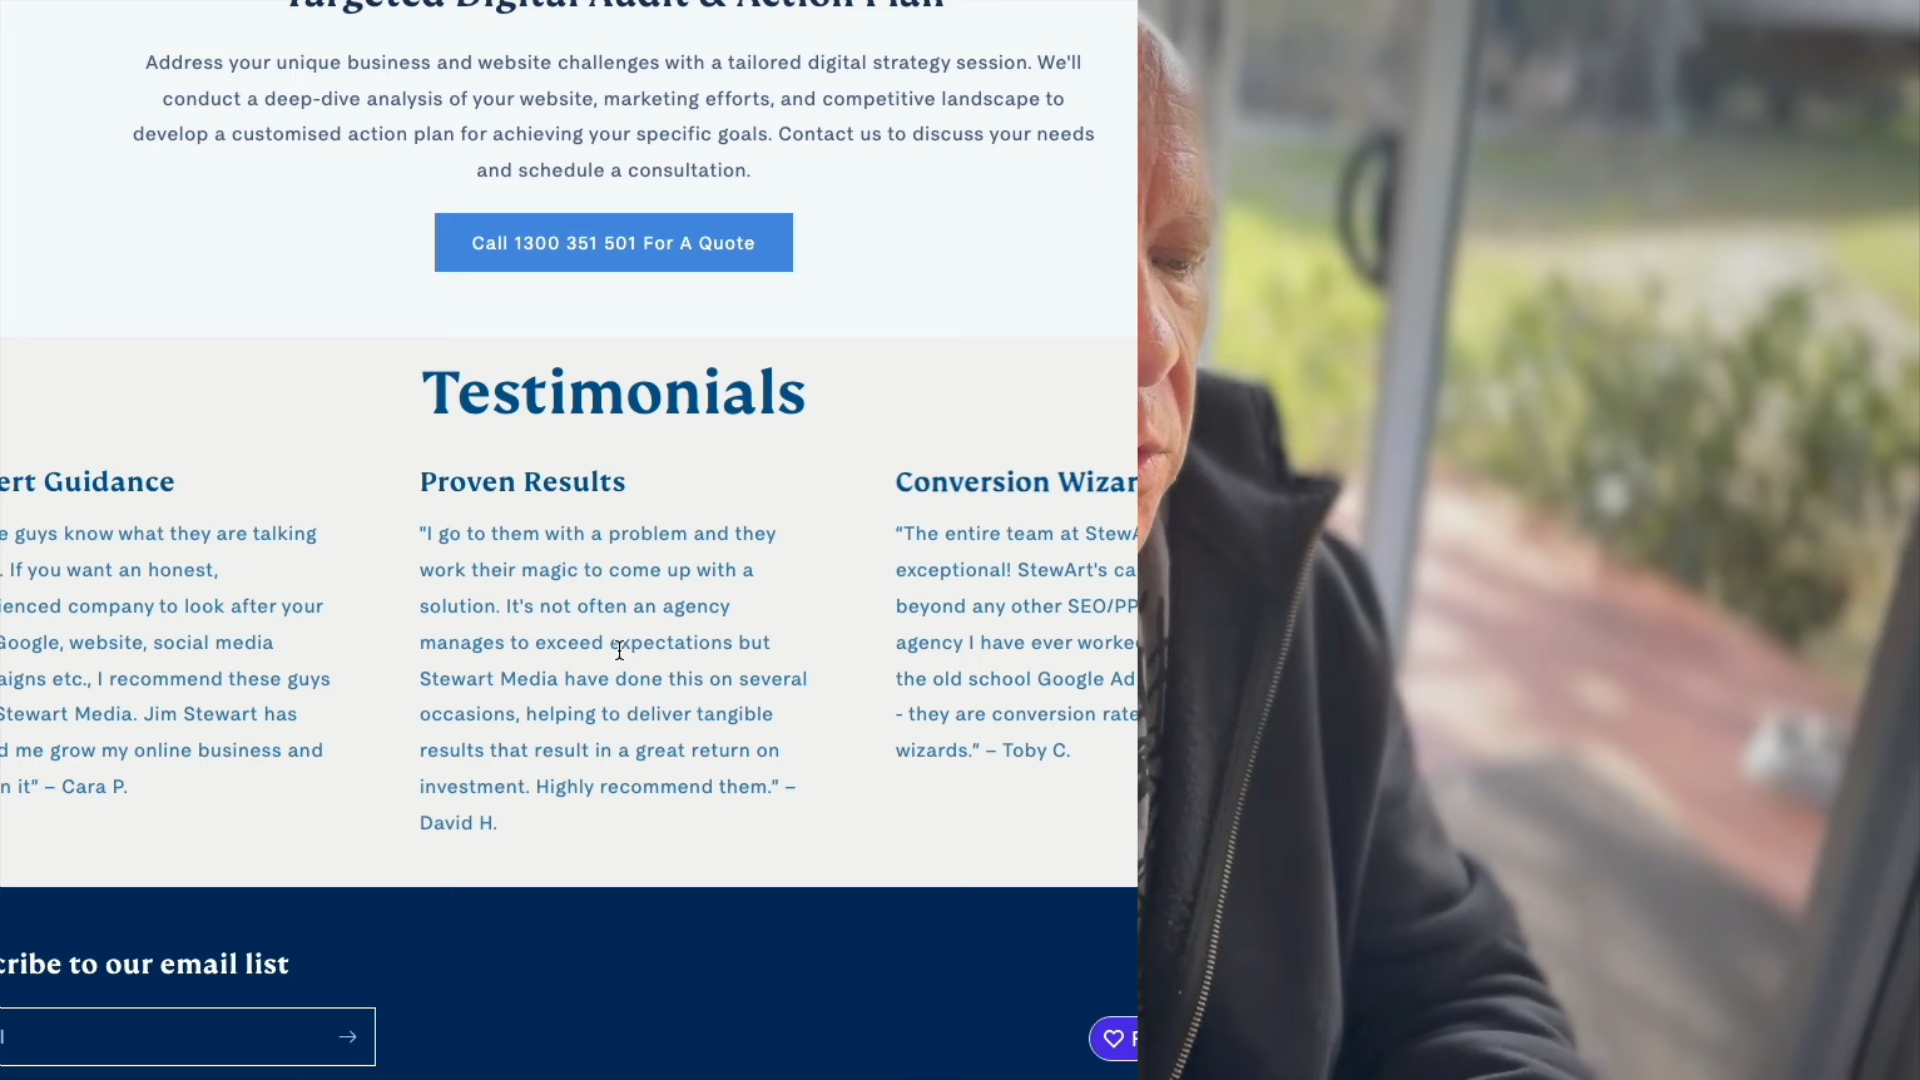 Targeted Digital Audit & Action Plan
Address your unique business and website challenges with a tailored digital strategy session. We'll
conduct a deep-dive analysis of your website, marketing efforts, and competitive landscape to
develop a customised action plan for achieving your specific goals. Contact us to discuss your needs
and schedule a consultation.
Call 1300 351 501 For A Quote
Testimonials
ert Guidance
e guys know what they are talking
. If you want an honest,
ienced company to look after your
Google, website, social media
aigns etc., I recommend these guys
Stewart Media. Jim Stewart has
d me grow my online business and
n it” – Cara P.
Proven Results
"I go to them with a problem and they
work their magic to come up with a
solution. It's not often an agency
manages to exceed expectations but
Stewart Media have done this on several
occasions, helping to deliver tangible
results that result in a great return on
investment. Highly recommend them.” –
David H.
Conversion Wizar
“The entire team at StewA
exceptional! StewArt's ca
beyond any other SEO/PP
agency I have ever worke
the old school Google Ad
- they are conversion rate
wizards.” – Toby C.
cribe to our email list